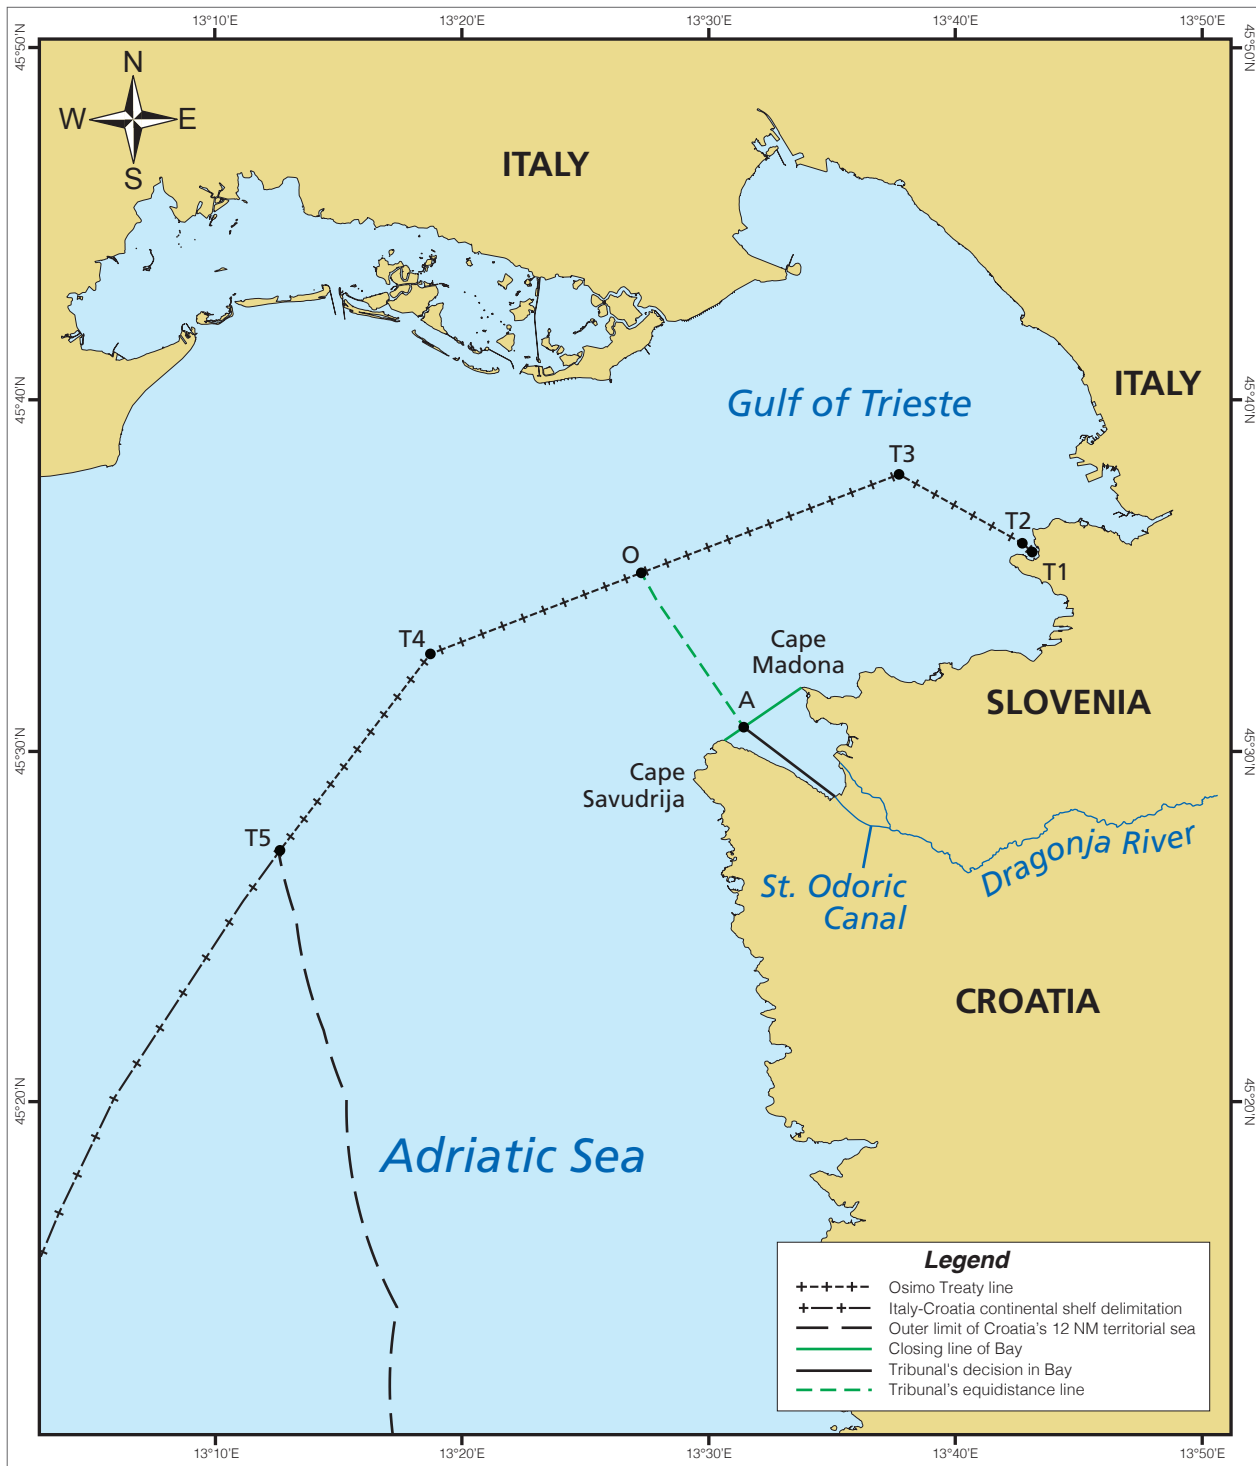 13°10'E
13°20'E
13°30'E
13°40'E
13°50'E
45°50'N
45°50'N
N
W
E
S
ITALY
ITALY
45°40'N
45°40'N
Gulf of Trieste
T3
T2
T1
O
T4
Cape
Madona
A
SLOVENIA
45°30'N
45°30'N
Cape
Savudrija
T5
Dragonja River
St. Odoric
Canal
CROATIA
45°20'N
45°20'N
Adriatic Sea
Legend
Osimo Treaty line
Italy-Croatia continental shelf delimitation
Outer limit of Croatia's 12 NM territorial sea
Closing line of Bay
Tribunal's decision in Bay
Tribunal's equidistance line
13°10'E
13°20'E
13°30'E
13°40'E
13°50'E